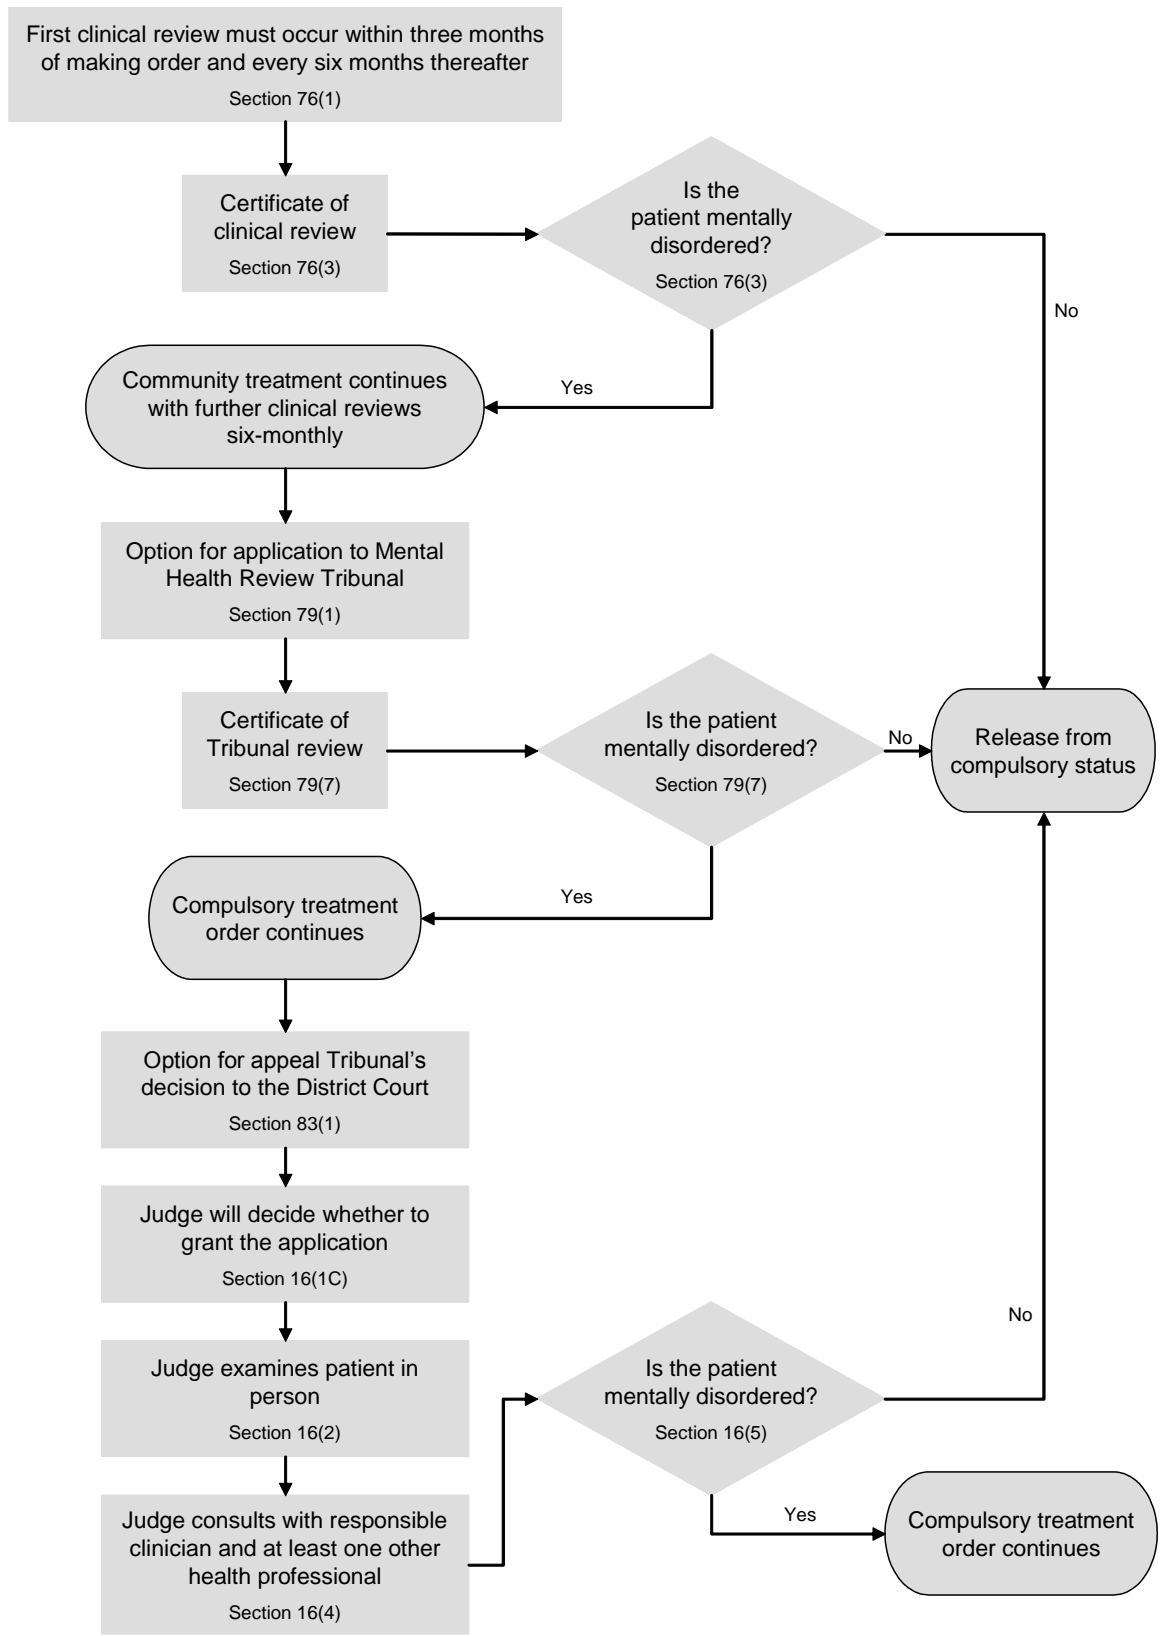 First clinical review must occur within three months
of making order and every six months thereafter
Section 76(1)
Certificate of
clinical review
Section 76(3)
Is the
patient mentally
disordered?
Section 76(3)
No
Yes
Community treatment continues
with further clinical reviews
six-monthly
Option for application to Mental
Health Review Tribunal
Section 79(1)
Certificate of
Tribunal review
Section 79(7)
Is the patient
mentally disordered?
Section 79(7)
No
Release from
compulsory status
Yes
Compulsory treatment
order continues
Option for appeal Tribunal’s
decision to the District Court
Section 83(1)
Judge will decide whether to
grant the application
Section 16(1C)
Judge examines patient in
person
Section 16(2)
Judge consults with responsible
clinician and at least one other
health professional
Section 16(4)
Is the patient
mentally disordered?
Section 16(5)
No
Yes
Compulsory treatment
order continues